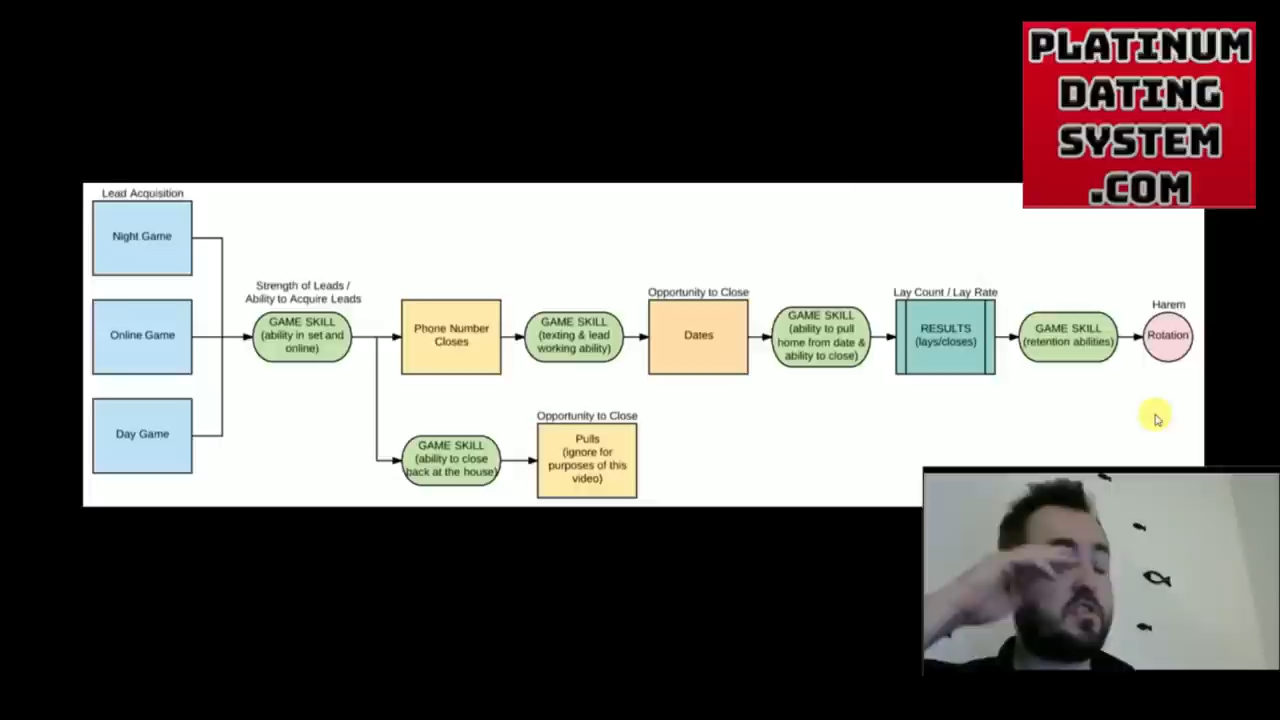 PLATINUM
DATING
SYSTEM
.COM
Lead Acquisition
Night Game
Online Game
Day Game
Strength of Leads /
Ability to Acquire Leads
GAME SKILL
(ability in set and
online)
Phone Number
Closes
GAME SKILL
(texting & lead
working ability)
Opportunity to Close
Dates
GAME SKILL
(ability to pull
home from date &
ability to close)
Lay Count / Lay Rate
RESULTS
(lays/closes)
GAME SKILL
(retention abilities)
Harem
Rotation
GAME SKILL
(ability to close
back at the house)
Opportunity to Close
Pulls
(ignore for
purposes of this
video)